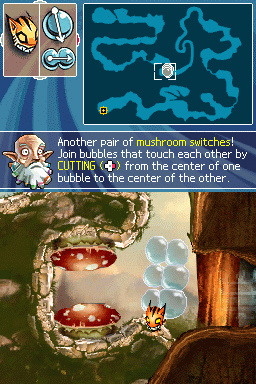 Another pair of mushroom switches!
Join bubbles that touch each other by
CUTTING (✚) from the center of one
bubble to the center of the other.